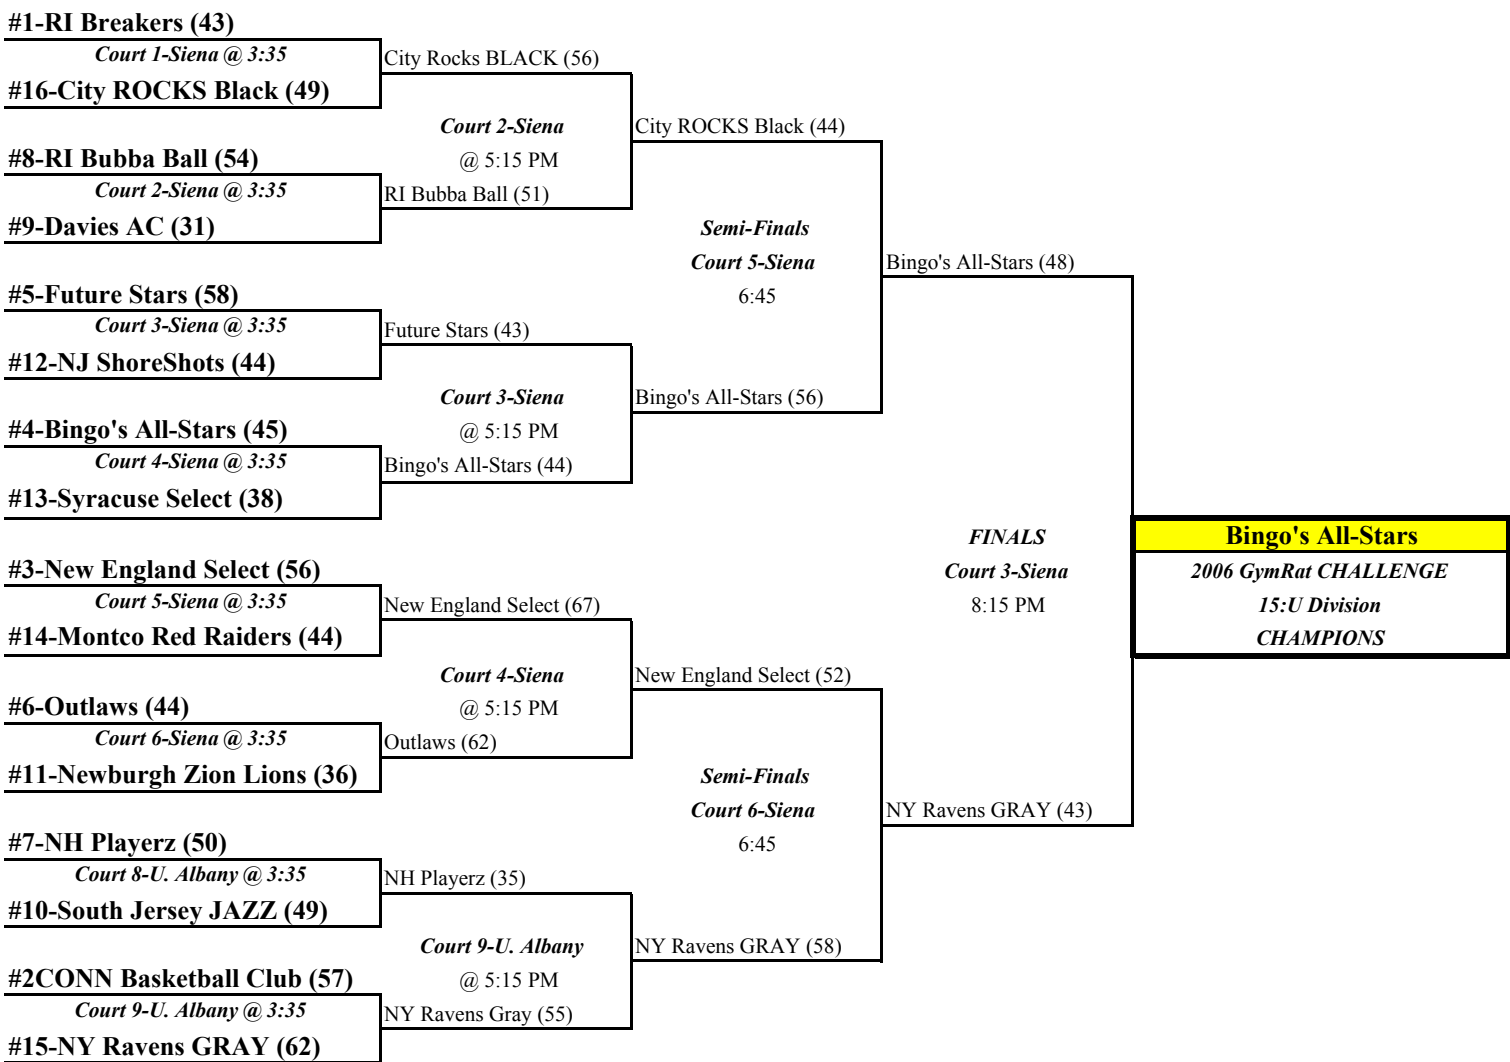 #1-RI Breakers (43)
Court 1-Siena @ 3:35
City Rocks BLACK (56)
#16-City ROCKS Black (49)
Court 2-Siena
City ROCKS Black (44)
#8-RI Bubba Ball (54)
@ 5:15 PM
Court 2-Siena @ 3:35
RI Bubba Ball (51)
#9-Davies AC (31)
Semi-Finals
Court 5-Siena
Bingo's All-Stars (48)
#5-Future Stars (58)
6:45
Court 3-Siena @ 3:35
Future Stars (43)
#12-NJ ShoreShots (44)
Court 3-Siena
Bingo's All-Stars (56)
#4-Bingo's All-Stars (45)
@ 5:15 PM
Court 4-Siena @ 3:35
Bingo's All-Stars (44)
#13-Syracuse Select (38)
FINALS
Bingo's All-Stars
#3-New England Select (56)
Court 3-Siena
2006 GymRat CHALLENGE
Court 5-Siena @ 3:35
New England Select (67)
8:15 PM
15:U Division
#14-Montco Red Raiders (44)
CHAMPIONS
Court 4-Siena
New England Select (52)
#6-Outlaws (44)
@ 5:15 PM
Court 6-Siena @ 3:35
Outlaws (62)
#11-Newburgh Zion Lions (36)
Semi-Finals
Court 6-Siena
NY Ravens GRAY (43)
#7-NH Playerz (50)
6:45
Court 8-U. Albany @ 3:35
NH Playerz (35)
#10-South Jersey JAZZ (49)
Court 9-U. Albany
NY Ravens GRAY (58)
#2CONN Basketball Club (57)
@ 5:15 PM
Court 9-U. Albany @ 3:35
NY Ravens Gray (55)
#15-NY Ravens GRAY (62)